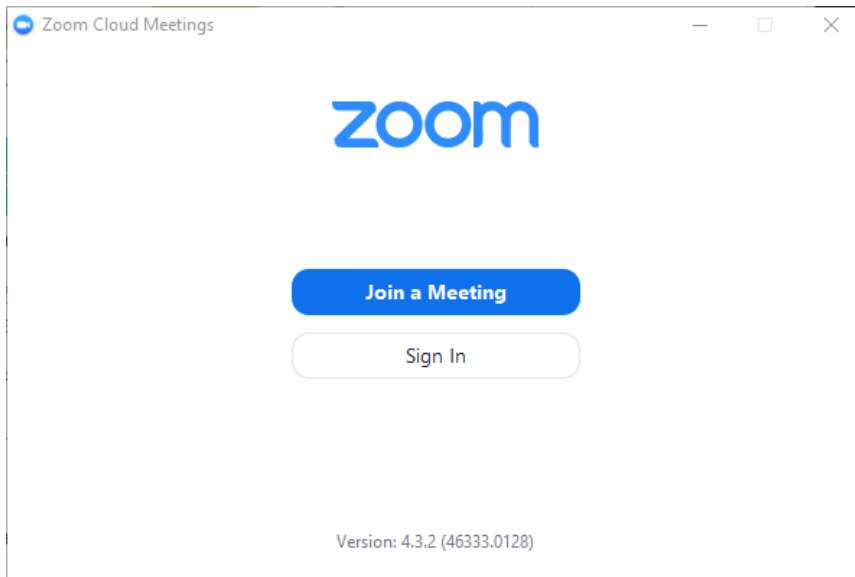 Zoom Cloud Meetings
zoom
Join a Meeting
Sign In
Version: 4.3.2 (46333.0128)